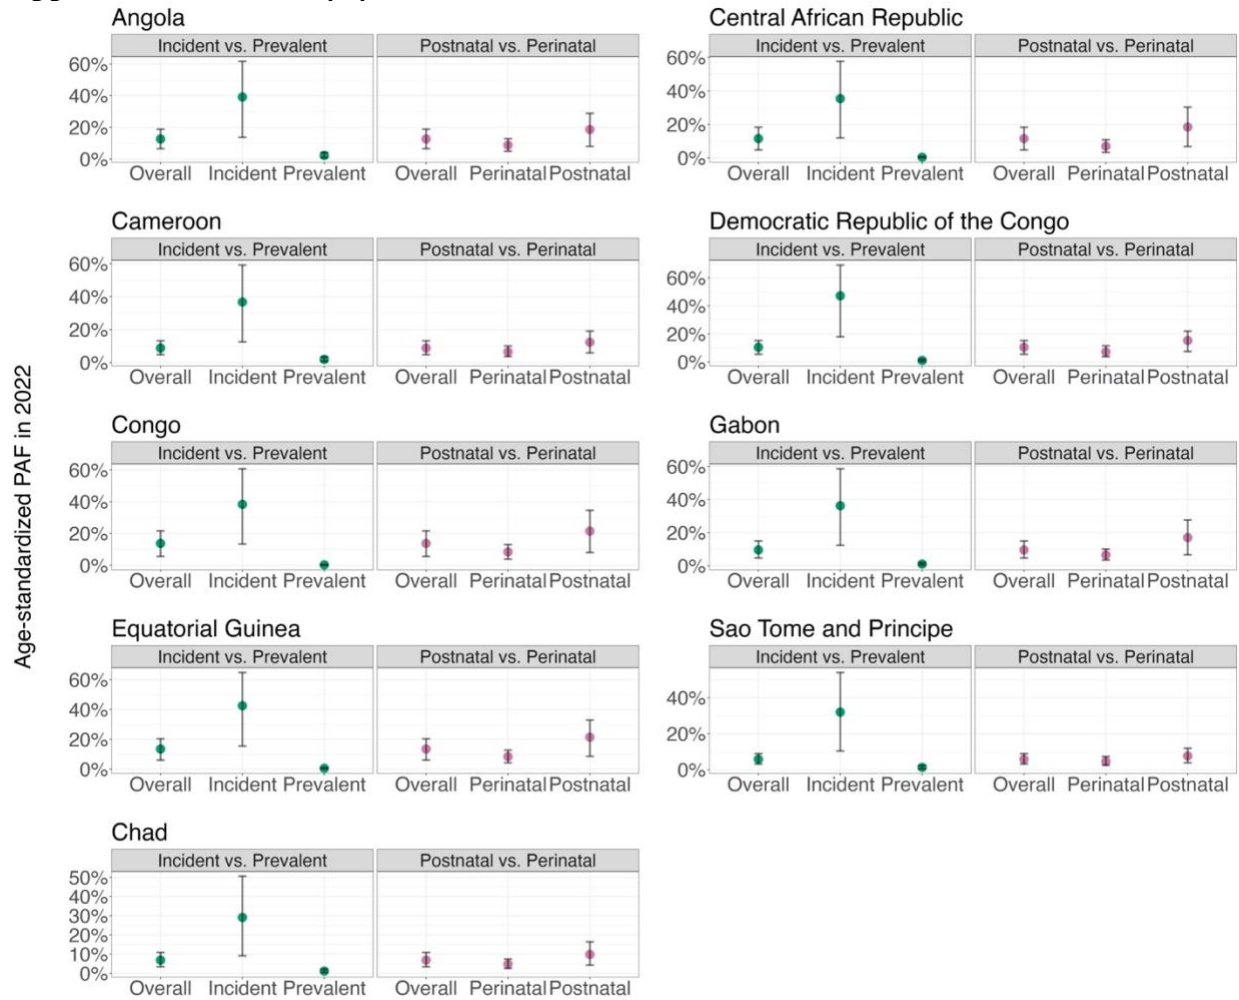 Age-standardized PAF in 2022
Angola
Incident vs. Prevalent Postnatal vs. Perinatal
60%
40%
20%
0%
Overall Incident Prevalent Overall Perinatal Postnatal
Central African Republic
Incident vs. Prevalent Postnatal vs. Perinatal
60%
40%
20%
0%
Overall Incident Prevalent Overall Perinatal Postnatal
Cameroon
Incident vs. Prevalent Postnatal vs. Perinatal
60%
40%
20%
0%
Overall Incident Prevalent Overall Perinatal Postnatal
Democratic Republic of the Congo
Incident vs. Prevalent Postnatal vs. Perinatal
60%
40%
20%
0%
Overall Incident Prevalent Overall Perinatal Postnatal
Congo
Incident vs. Prevalent Postnatal vs. Perinatal
60%
40%
20%
0%
Overall Incident Prevalent Overall Perinatal Postnatal
Gabon
Incident vs. Prevalent Postnatal vs. Perinatal
60%
40%
20%
0%
Overall Incident Prevalent Overall Perinatal Postnatal
Equatorial Guinea
Incident vs. Prevalent Postnatal vs. Perinatal
60%
40%
20%
0%
Overall Incident Prevalent Overall Perinatal Postnatal
Sao Tome and Principe
Incident vs. Prevalent Postnatal vs. Perinatal
40%
20%
0%
Overall Incident Prevalent Overall Perinatal Postnatal
Chad
Incident vs. Prevalent Postnatal vs. Perinatal
50%
40%
30%
20%
10%
0%
Overall Incident Prevalent Overall Perinatal Postnatal